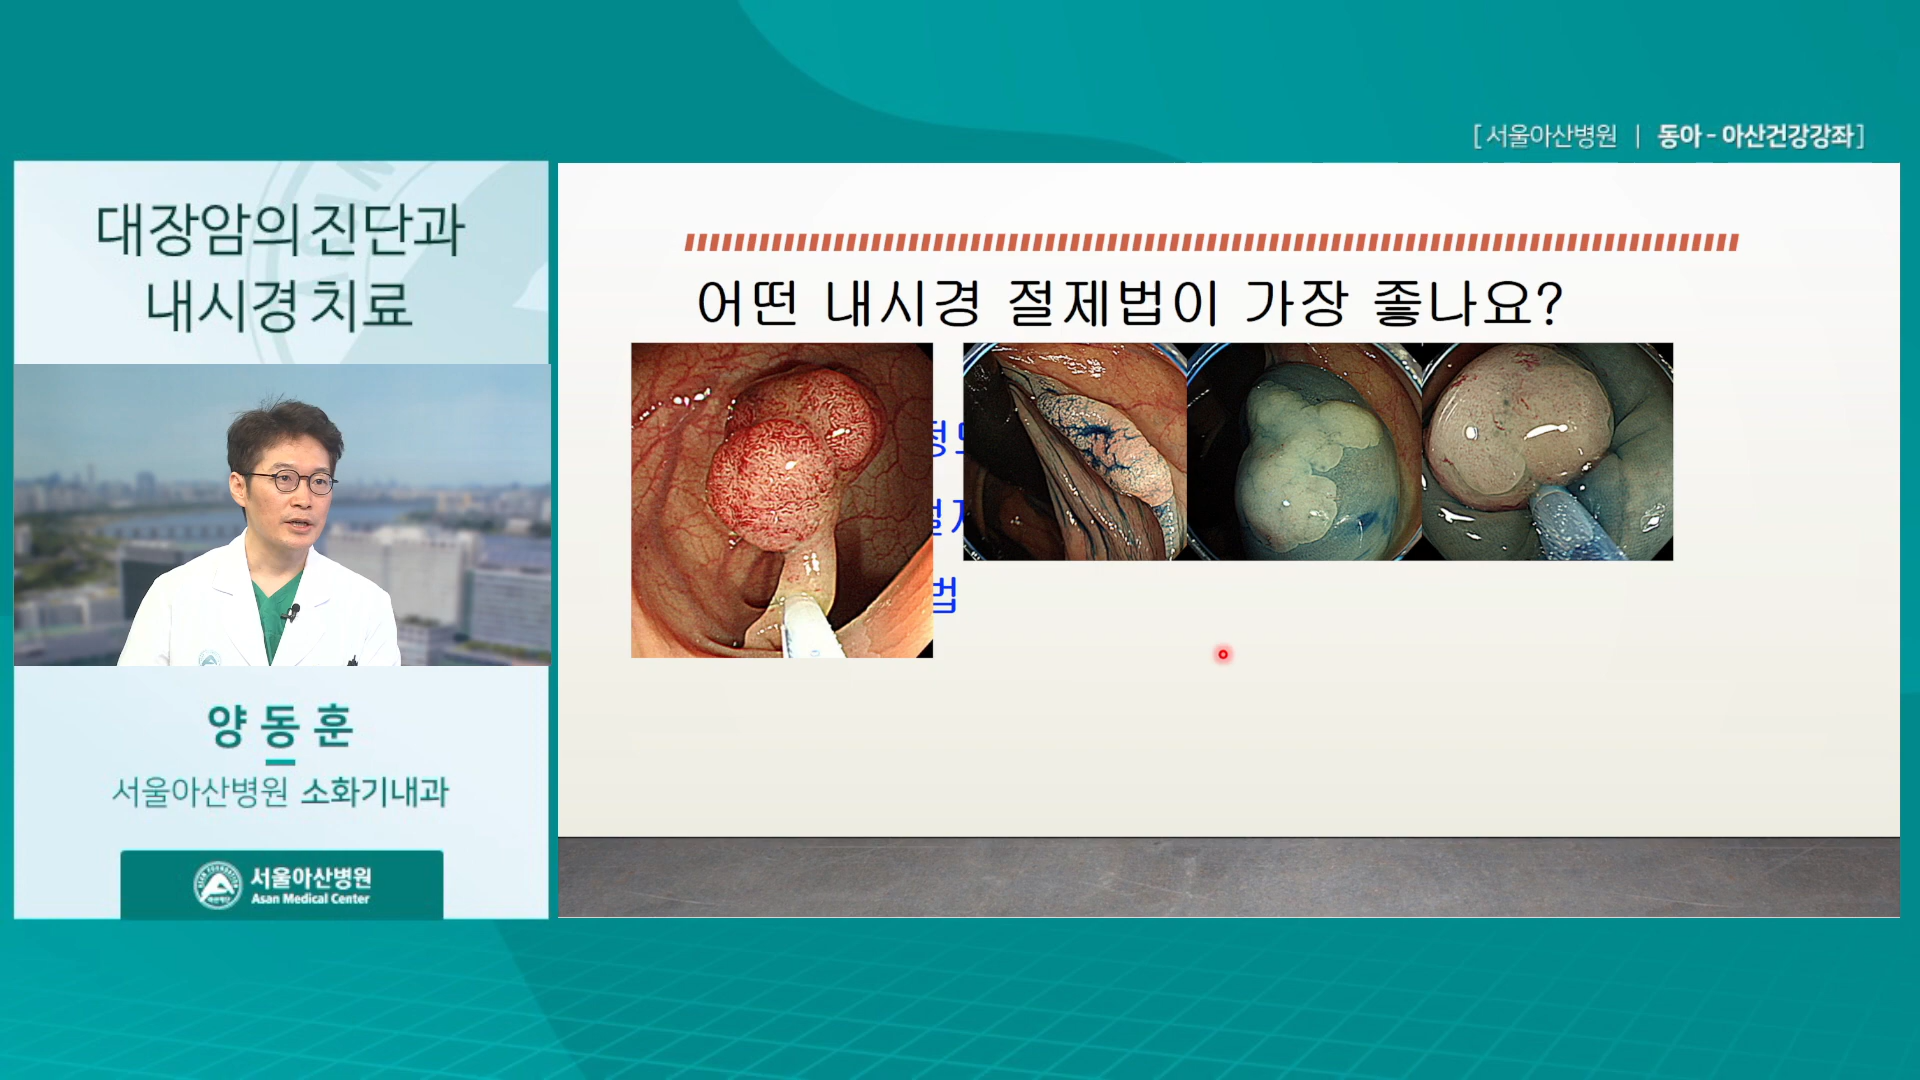 [ 서울아산병원 | 동아 - 아산건강강좌 ]
대장암의 진단과
내시경 치료
양동훈
서울아산병원 소화기내과
서울아산병원
Asan Medical Center
어떤 내시경 절제법이 가장 좋나요?
법